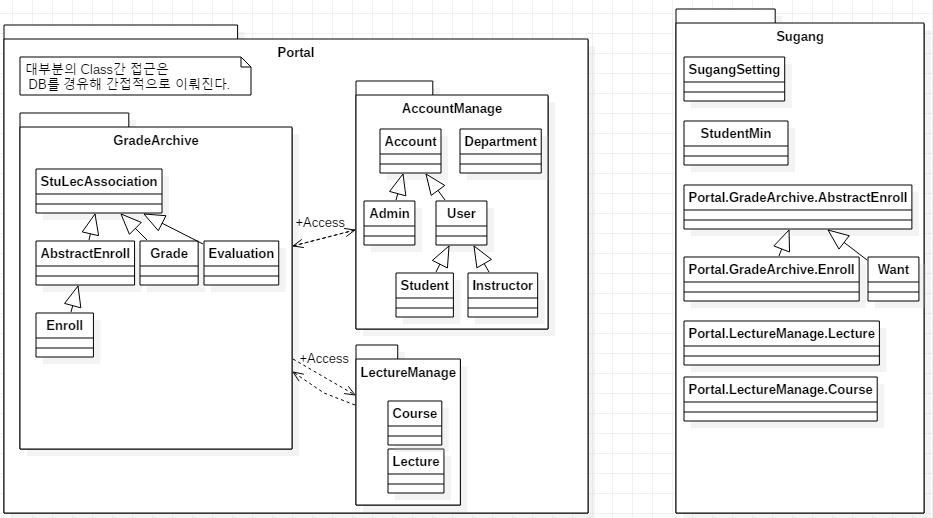 Portal
대부분의 Class간 접근은
DB를 경유해 간접적으로 이뤄진다.
GradeArchive
StuLecAssociation
AbstractEnroll
Grade
Evaluation
Enroll
+Access
+Access
AccountManage
Account
Department
Admin
User
Student
Instructor
LectureManage
Course
Lecture
Sugang
SugangSetting
StudentMin
Portal.GradeArchive.AbstractEnroll
Portal.GradeArchive.Enroll
Want
Portal.LectureManage.Lecture
Portal.LectureManage.Course